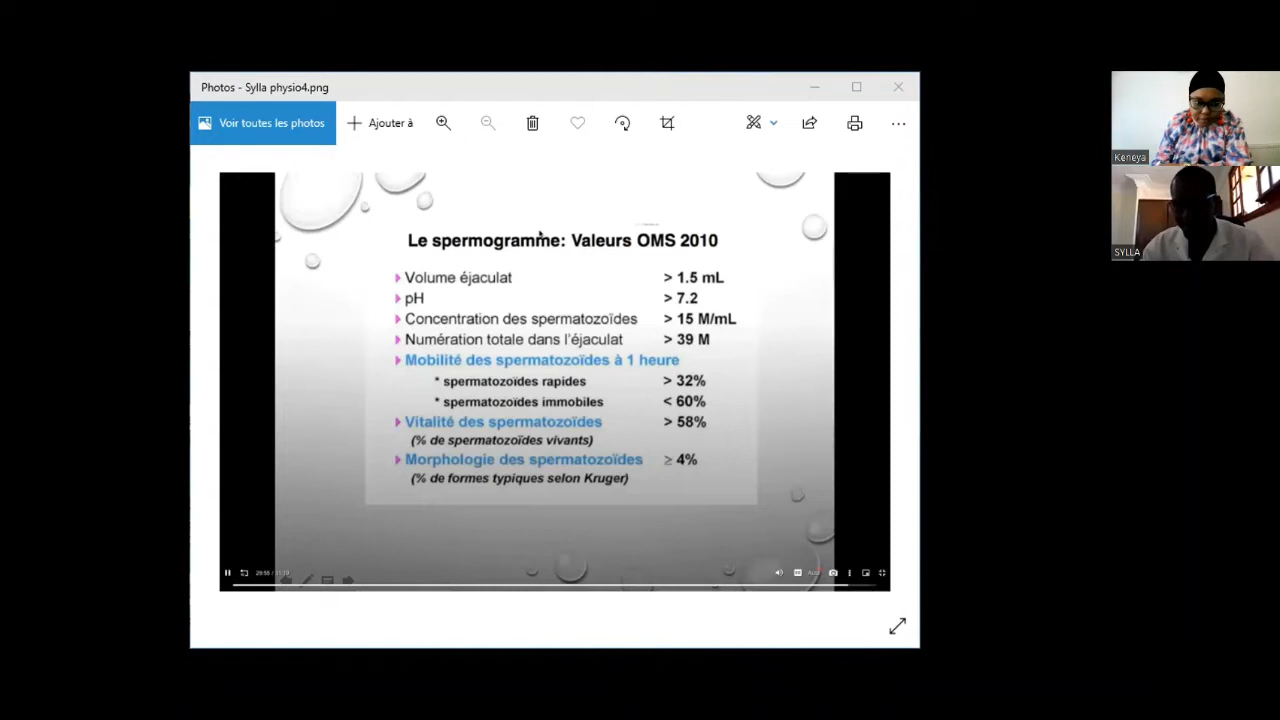 Photos - Sylla physio4.png
Voir toutes les photos
Ajouter à
Keneya
SYLLA
Le spermogramme: Valeurs OMS 2010
Volume éjaculat > 1.5 mL
pH > 7.2
Concentration des spermatozoïdes > 15 M/mL
Numération totale dans l'éjaculat > 39 M
Mobilité des spermatozoïdes à 1 heure
* spermatozoïdes rapides > 32%
* spermatozoïdes immobiles < 60%
Vitalité des spermatozoïdes > 58%
(% de spermatozoïdes vivants)
Morphologie des spermatozoïdes ≥ 4%
(% de formes typiques selon Kruger)